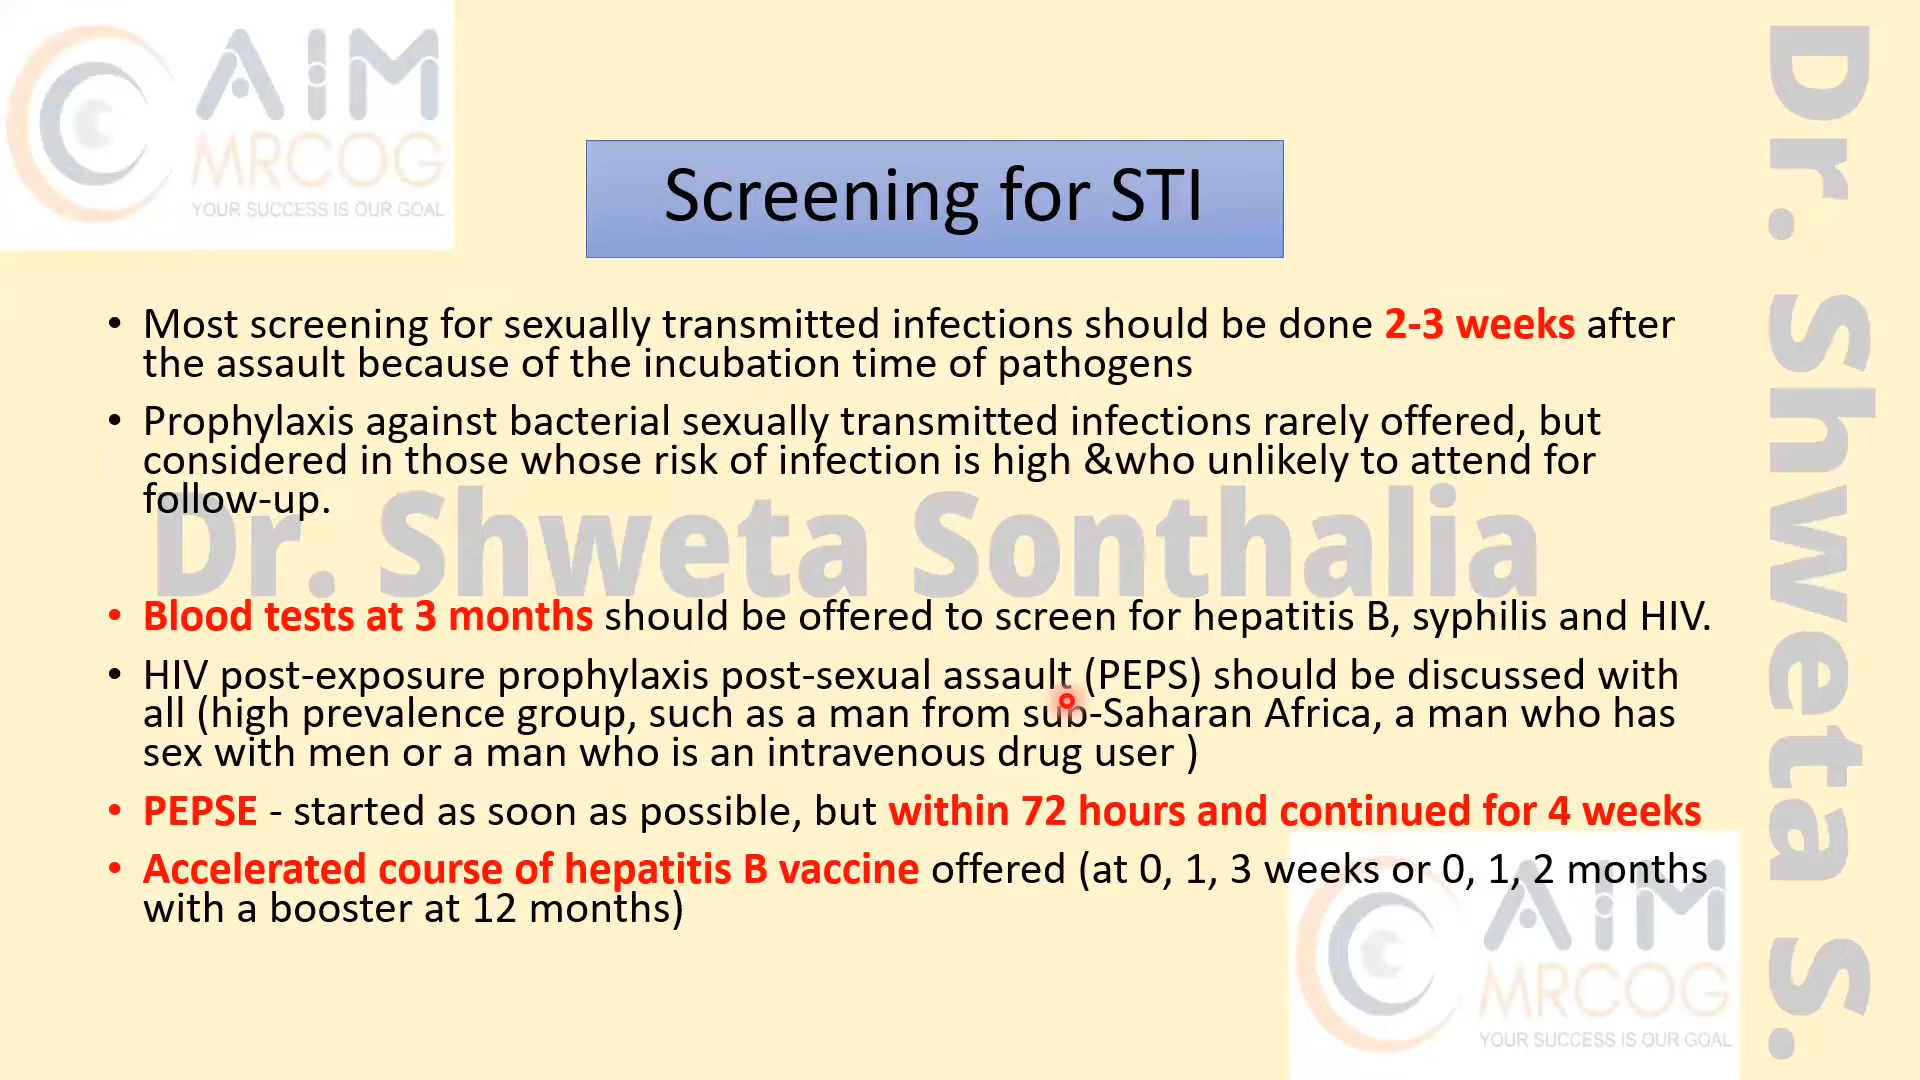 AIM
MRCOG
YOUR SUCCESS IS OUR GOAL
Screening for STI
• Most screening for sexually transmitted infections should be done 2-3 weeks after
the assault because of the incubation time of pathogens
• Prophylaxis against bacterial sexually transmitted infections rarely offered, but
considered in those whose risk of infection is high &who unlikely to attend for
follow-up.
Dr. Shweta Sonthalia
• Blood tests at 3 months should be offered to screen for hepatitis B, syphilis and HIV.
• HIV post-exposure prophylaxis post-sexual assault (PEPS) should be discussed with
all (high prevalence group, such as a man from sub-Saharan Africa, a man who has
sex with men or a man who is an intravenous drug user )
• PEPSE - started as soon as possible, but within 72 hours and continued for 4 weeks
• Accelerated course of hepatitis B vaccine offered (at 0, 1, 3 weeks or 0, 1, 2 months
with a booster at 12 months)
AIM
MRCOG
YOUR SUCCESS IS OUR GOAL
Dr. Shweta S.